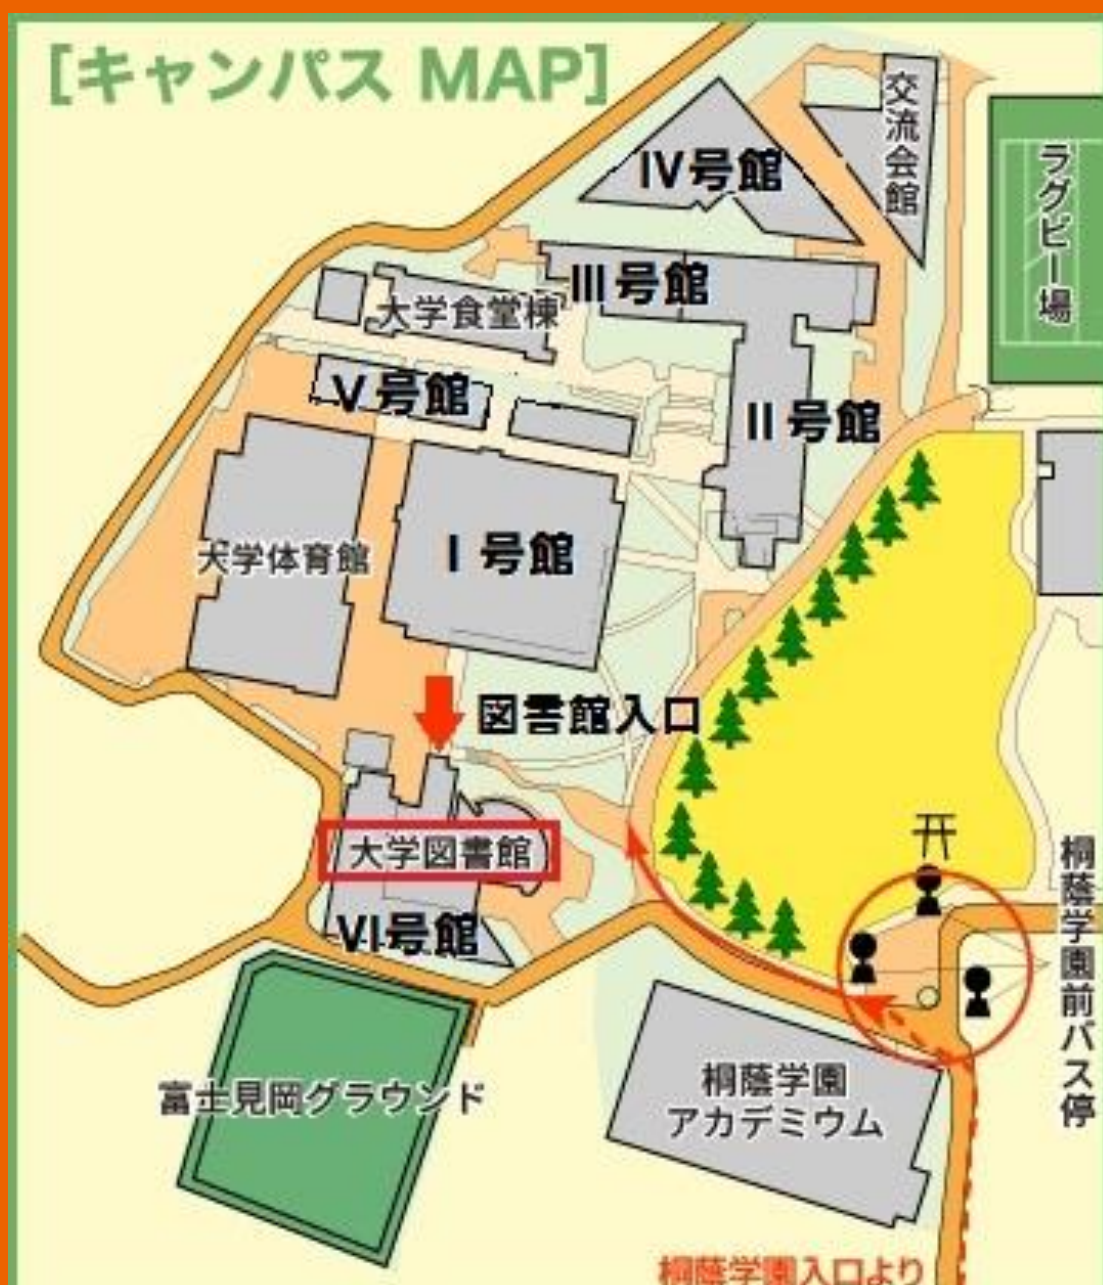 [キャンパス MAP]
交流会館
IV号館
ラグビー場
III号館
大学食堂棟
V号館
II号館
I号館
大学体育館
図書館入口
大学図書館
VI号館
桐蔭学園前バス停
富士見岡グラウンド
桐蔭学園
アカデミウム
桐蔭学園入口より